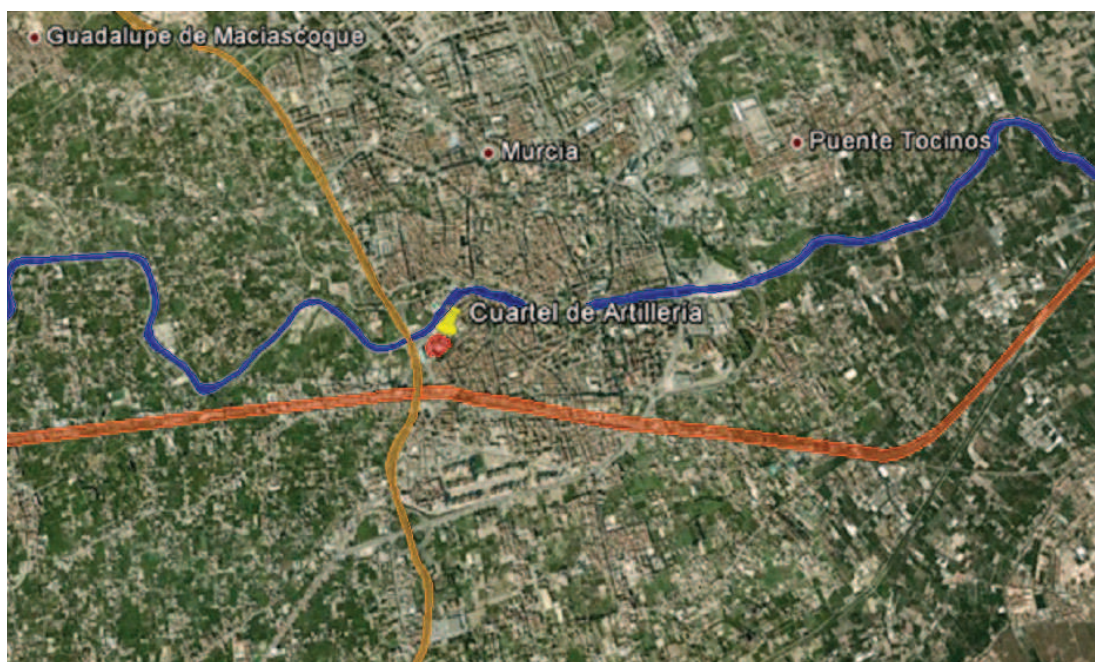 Guadalupe de Maciascoque
Murcia
Puente Tocinos
Cuartel de Artillería